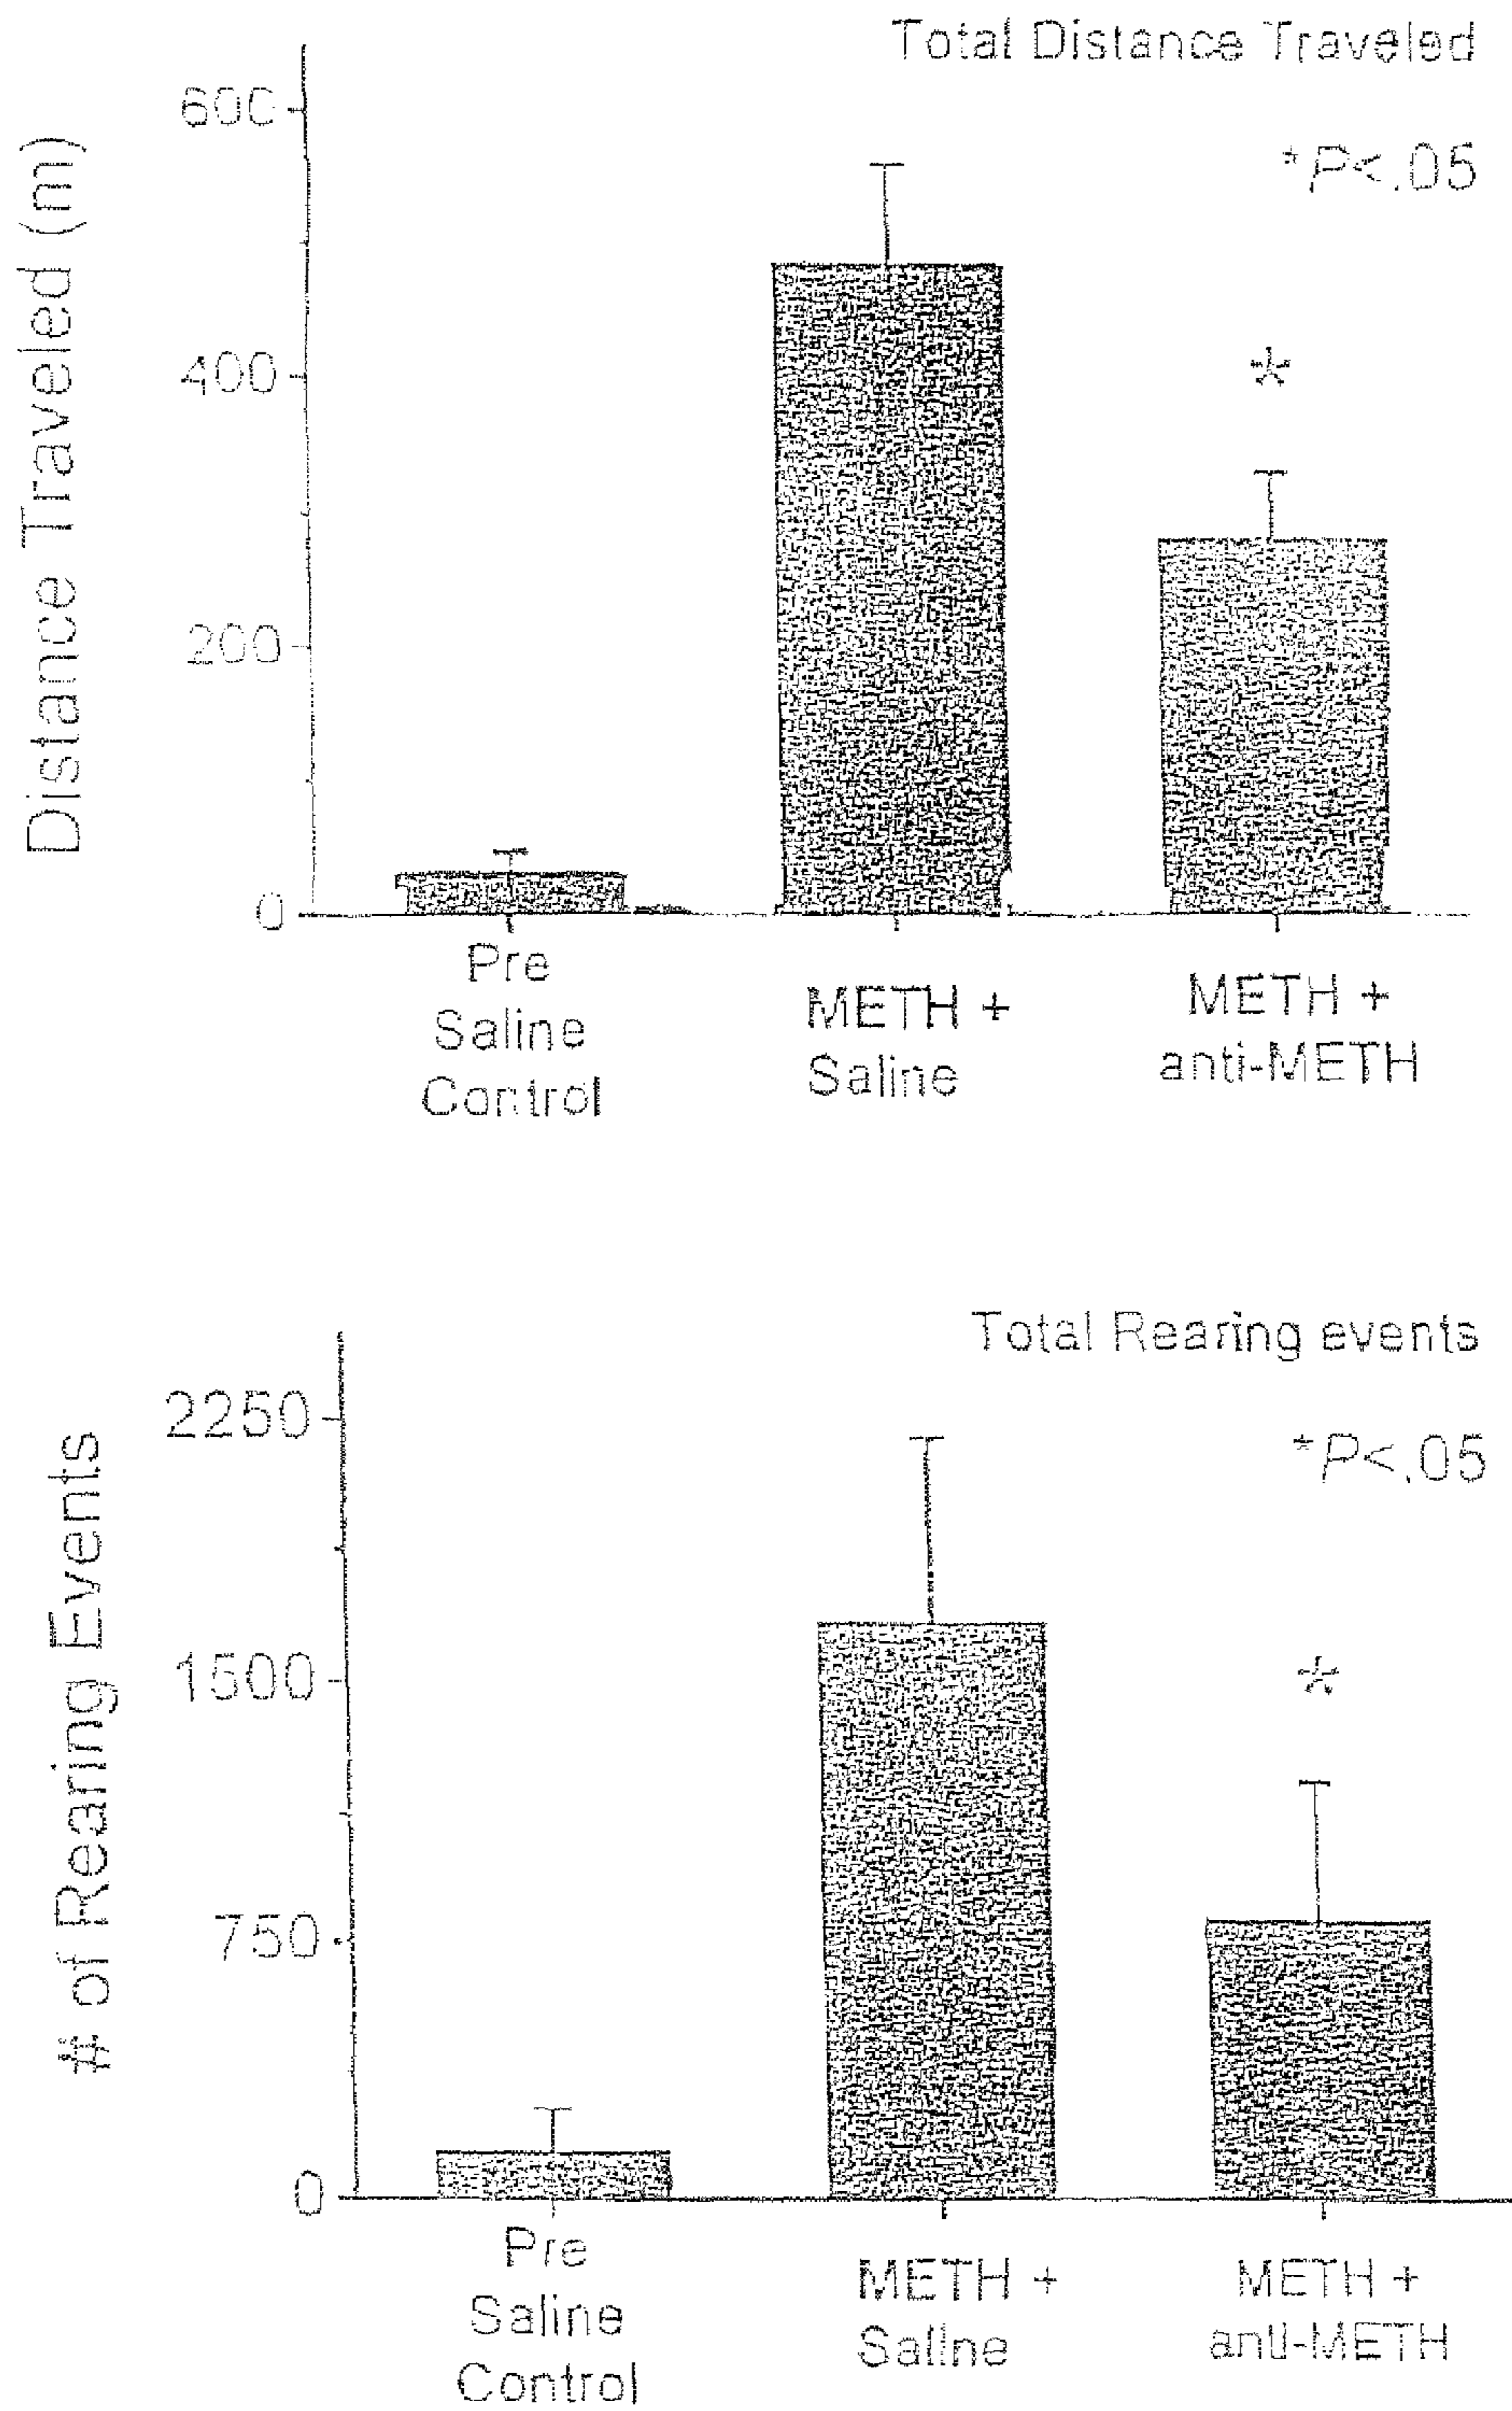 Total Distance Traveled
*P<.05
Distance Traveled (m)
600
400
200
0
*
Pre
Saline
Control
METH +
Saline
METH +
anti-METH
Total Rearing events
*P<.05
# of Rearing Events
2250
1500
750
0
*
Pre
Saline
Control
METH +
Saline
METH +
anti-METH